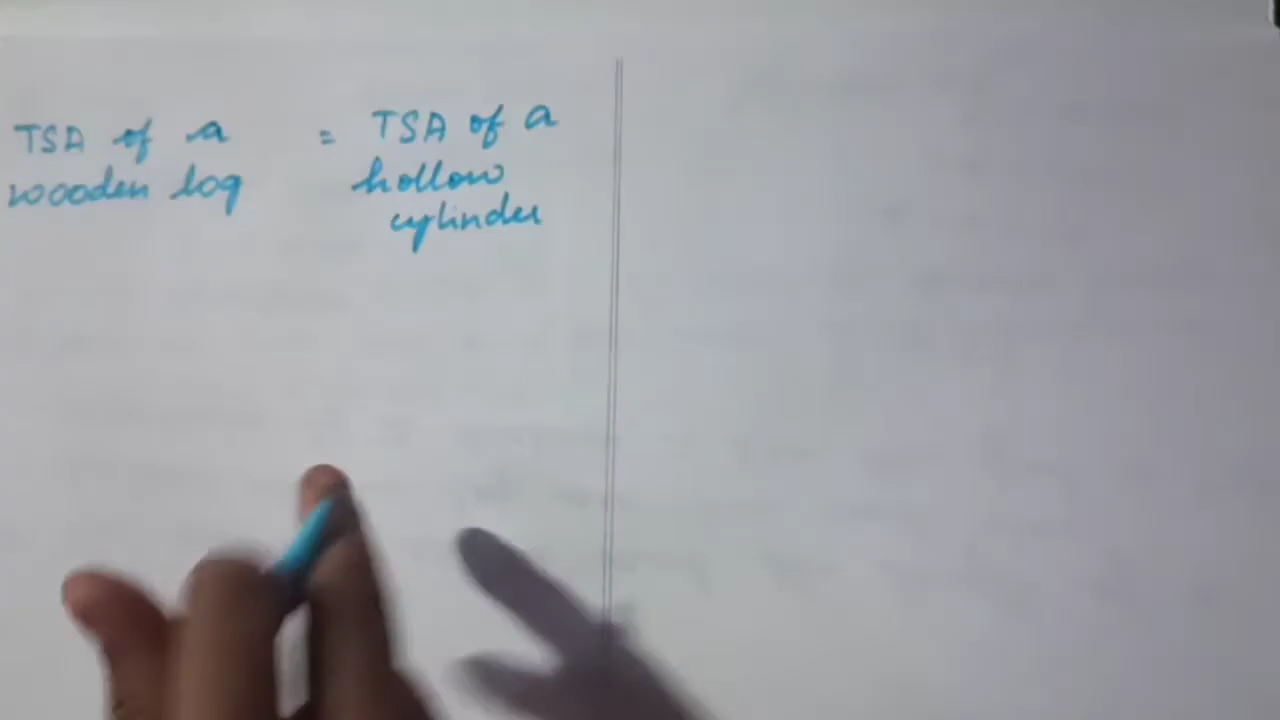 TSA of a = TSA of a
wooden log hollow
cylinder